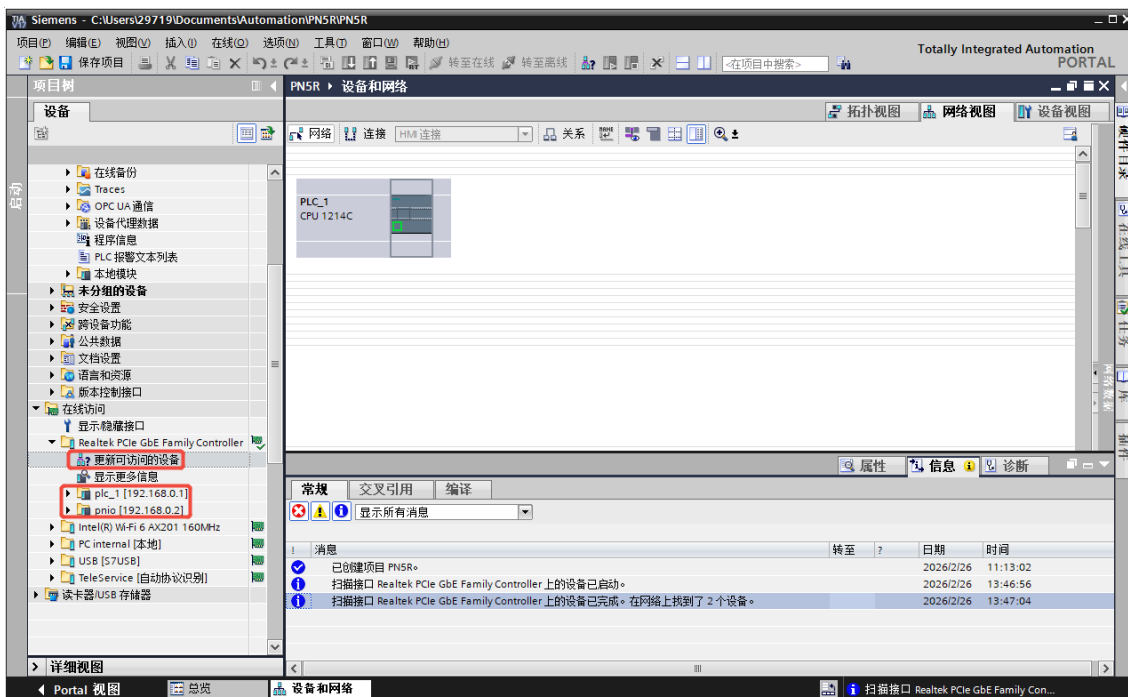 Siemens - C:\Users\29719\Documents\Automation\PN5R\PN5R
项目(P) 编辑(E) 视图(V) 插入(I) 在线(O) 选项(N) 工具(T) 窗口(W) 帮助(H)
Totally Integrated Automation
PORTAL
保存项目 转至在线 转至离线 <在项目中搜索>
项目树
PN5R 设备和网络
设备
拓扑视图 网络视图 设备视图
网络 连接 HMI 连接 关系
启动
在线备份
Traces
OPC UA 通信
设备代理数据
程序信息
PLC 报警文本列表
本地模块
未分组的设备
安全设置
跨设备功能
公共数据
文档设置
语言和资源
版本控制接口
在线访问
显示/隐藏接口
Realtek PCIe GbE Family Controller
更新可访问的设备
显示更多信息
plc_1 [192.168.0.1]
pnio [192.168.0.2]
Intel(R) Wi-Fi 6 AX201 160MHz
PC internal [本地]
USB [S7USB]
TeleService [自动协议识别]
读卡器/USB 存储器
PLC_1
CPU 1214C
硬件目录
在线工具
任务
库
插件
属性 信息 诊断
常规 交叉引用 编译
显示所有消息
! 消息 转至 ? 日期 时间
已创建项目 PN5R。 2026/2/26 11:13:02
扫描接口 Realtek PCIe GbE Family Controller 上的设备已启动。 2026/2/26 13:46:56
扫描接口 Realtek PCIe GbE Family Controller 上的设备已完成。在网络上找到了 2 个设备。 2026/2/26 13:47:04
详细视图
Portal 视图 总览 设备和网络 扫描接口 Realtek PCIe GbE Family Con...